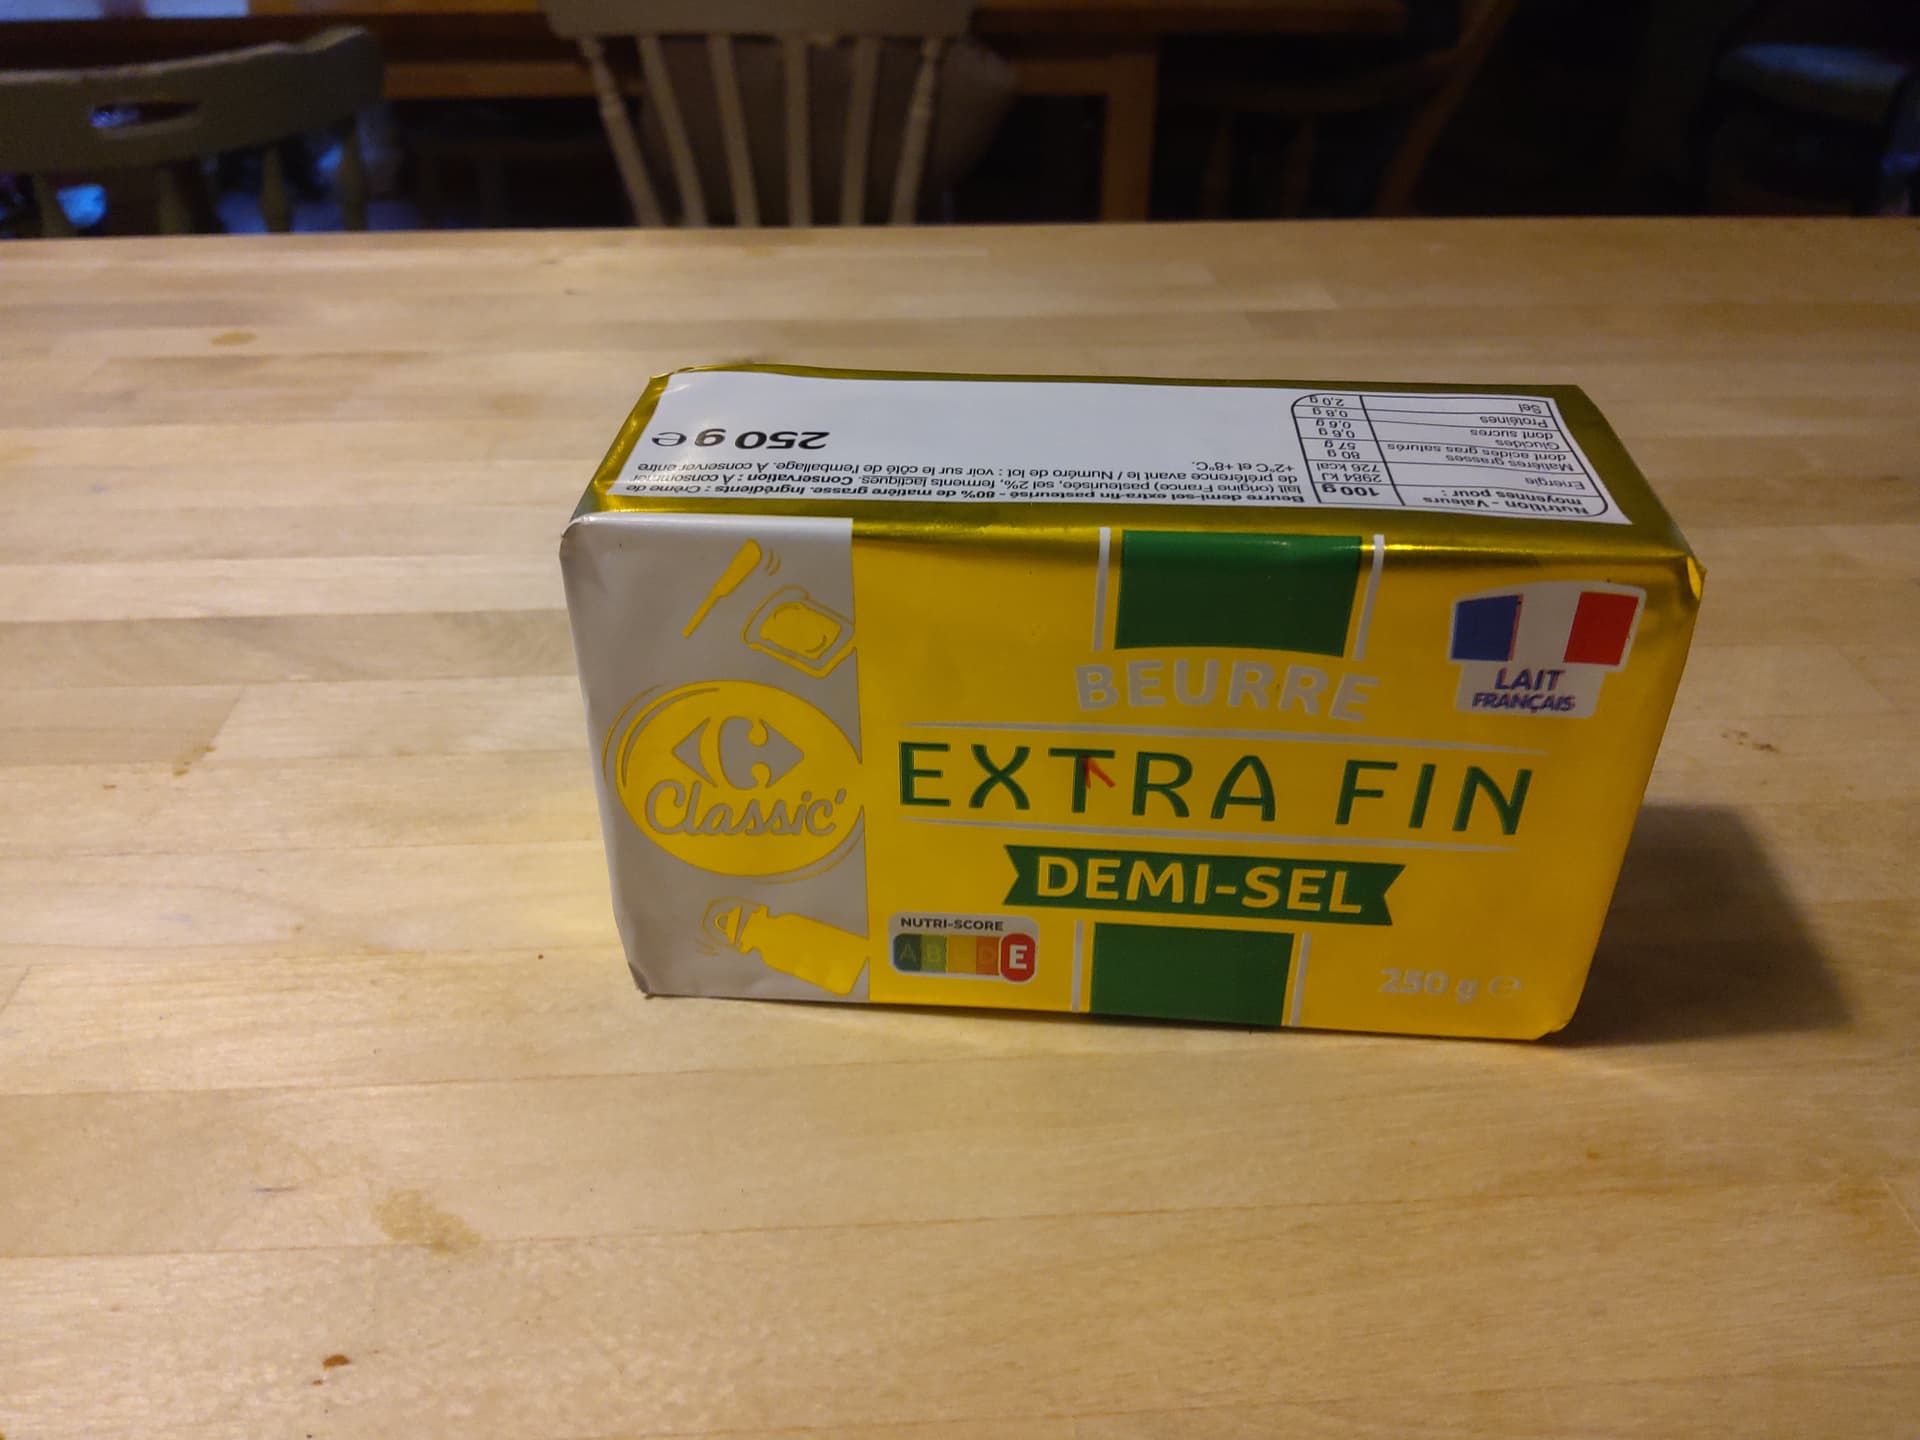 250 g e
Beurre demi-sel extra-fin pasteurisé - 80% de matière grasse. Ingrédients : Crème de
lait (origine France) pasteurisée, sel 2%, ferments lactiques. Conservation : À consommer
de préférence avant le / Numéro de lot : voir sur le côté de l'emballage. À conserver entre
+2°C et +8°C.
Nutrition - Valeurs
moyennes pour : 100 g
Energie 2984 kJ
726 kcal
Matières grasses 80 g
dont acides gras saturés 57 g
Glucides 0,6 g
dont sucres 0,6 g
Protéines 0,8 g
Sel 2,0 g
Classic'
BEURRE
EXTRA FIN
DEMI-SEL
LAIT
FRANÇAIS
NUTRI-SCORE
A B C D E
250 g e